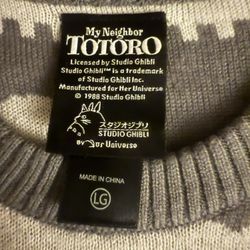 My Neighbor
TOTORO
Licensed by Studio Ghibli
Studio Ghibli™ is a trademark
of Studio Ghibli Inc.
Manufactured for Her Universe
© 1988 Studio Ghibli
スタジオジブリ
STUDIO GHIBLI
by Universe
MADE IN CHINA
LG